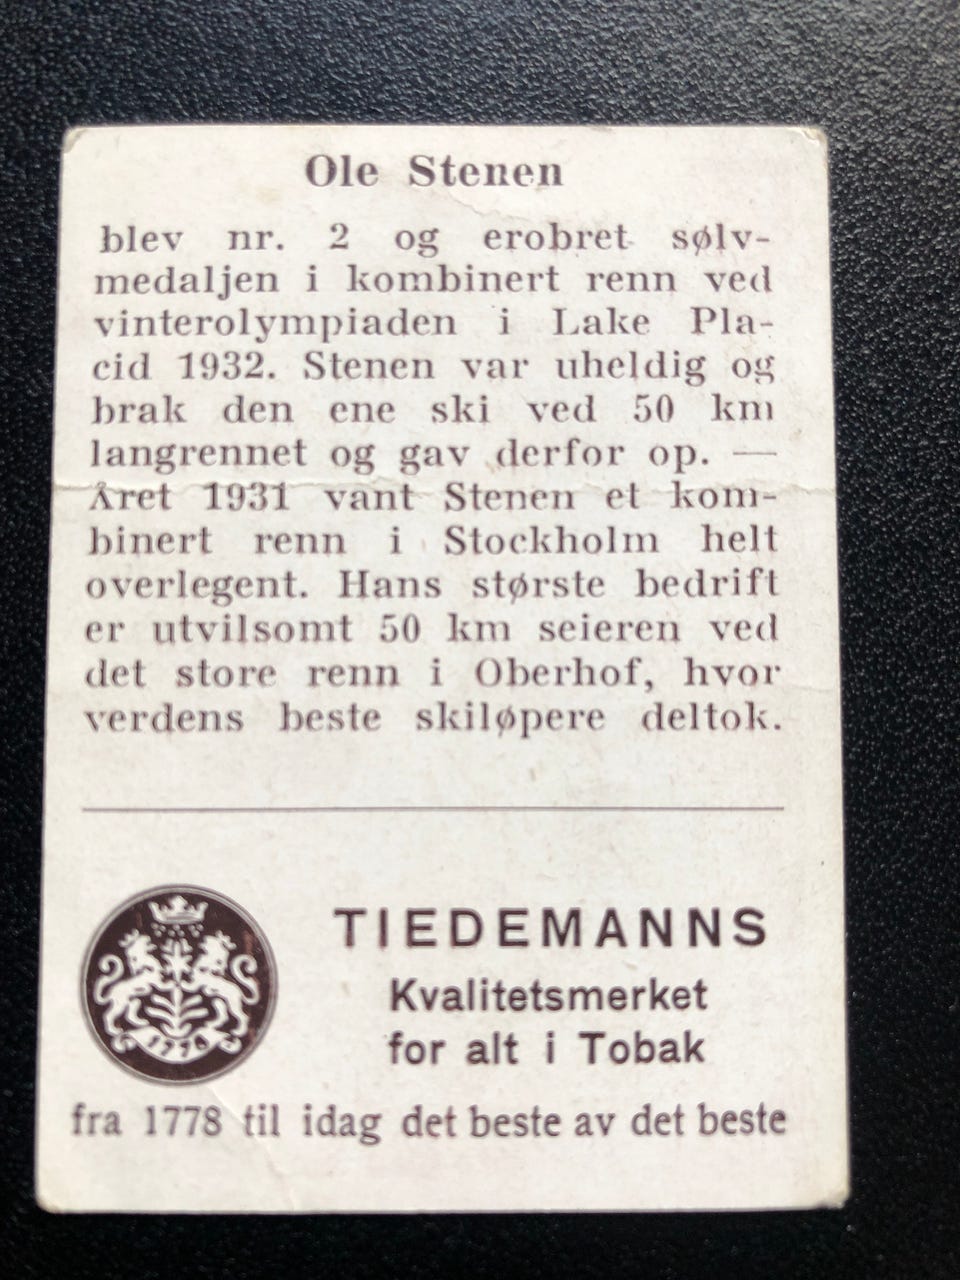 Ole Stenen
blev nr. 2 og erobret sølv-
medaljen i kombinert renn ved
vinterolympiaden i Lake Pla-
cid 1932. Stenen var uheldig og
brak den ene ski ved 50 km
langrennet og gav derfor op. —
Året 1931 vant Stenen et kom-
binert renn i Stockholm helt
overlegent. Hans største bedrift
er utvilsomt 50 km seieren ved
det store renn i Oberhof, hvor
verdens beste skiløpere deltok.
TIEDEMANNS
Kvalitetsmerket
for alt i Tobak
1778
fra 1778 til idag det beste av det beste